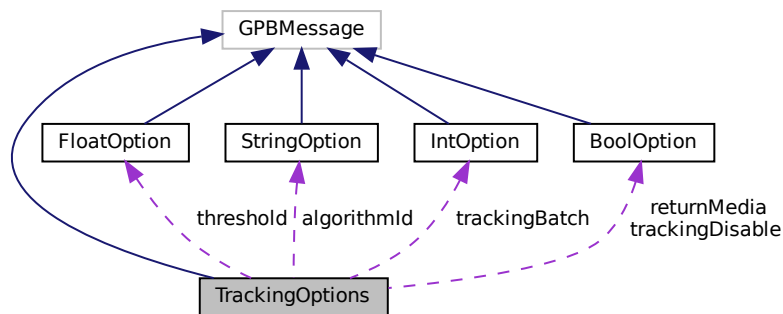 GPBMessage
FloatOption
StringOption
IntOption
BoolOption
threshold
algorithmId
trackingBatch
returnMedia
trackingDisable
TrackingOptions